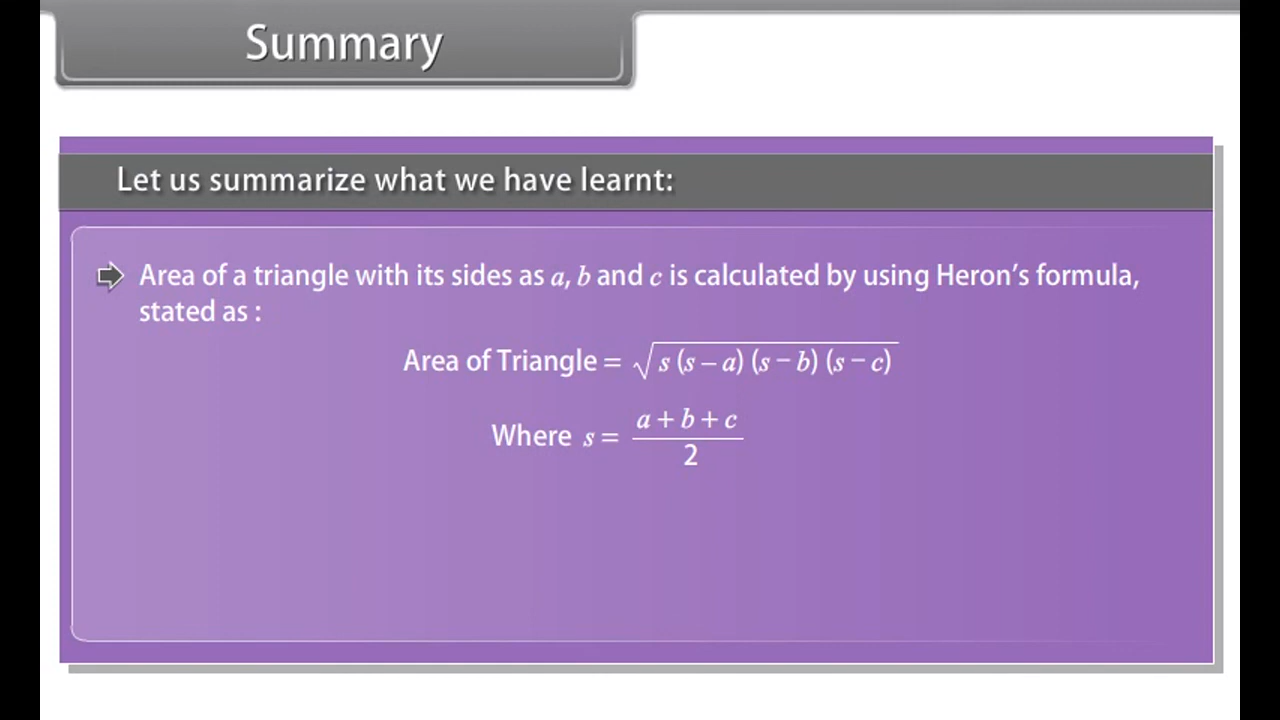 Summary
Let us summarize what we have learnt:
Area of a triangle with its sides as a, b and c is calculated by using Heron's formula,
stated as :
Area of Triangle = √s (s – a) (s – b) (s – c)
Where s = a + b + c / 2